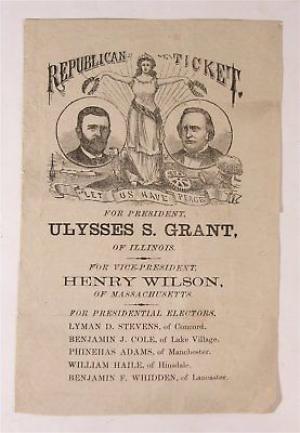 REPUBLICAN TICKET.
LET US HAVE PEACE
FOR PRESIDENT,
ULYSSES S. GRANT,
OF ILLINOIS.
FOR VICE-PRESIDENT,
HENRY WILSON,
OF MASSACHUSETTS.
FOR PRESIDENTIAL ELECTORS,
LYMAN D. STEVENS, of Concord.
BENJAMIN J. COLE, of Lake Village.
PHINEHAS ADAMS, of Manchester.
WILLIAM HAILE, of Hinsdale.
BENJAMIN F. WHIDDEN, of Lancaster.